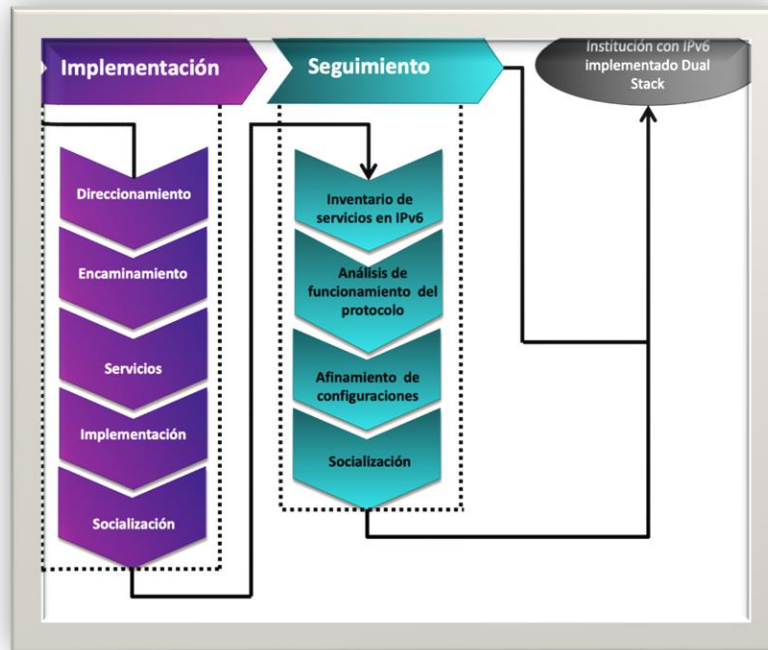 Implementación
Seguimiento
Institución con IPv6
implementado Dual
Stack
Direccionamiento
Encaminamiento
Servicios
Implementación
Socialización
Inventario de
servicios en IPv6
Análisis de
funcionamiento del
protocolo
Afinamiento de
configuraciones
Socialización